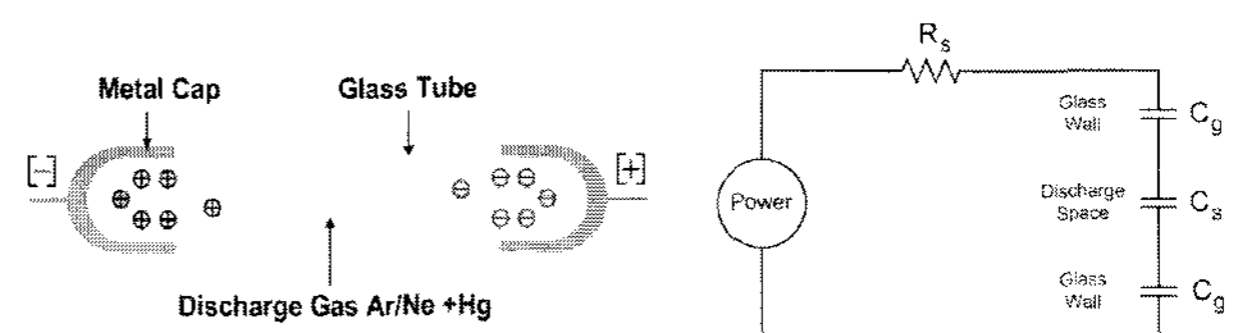 Metal Cap
Glass Tube
[-]
[+]
Discharge Gas Ar/Ne +Hg
Rs
Power
Glass
Wall
Cg
Discharge
Space
Cs
Glass
Wall
Cg